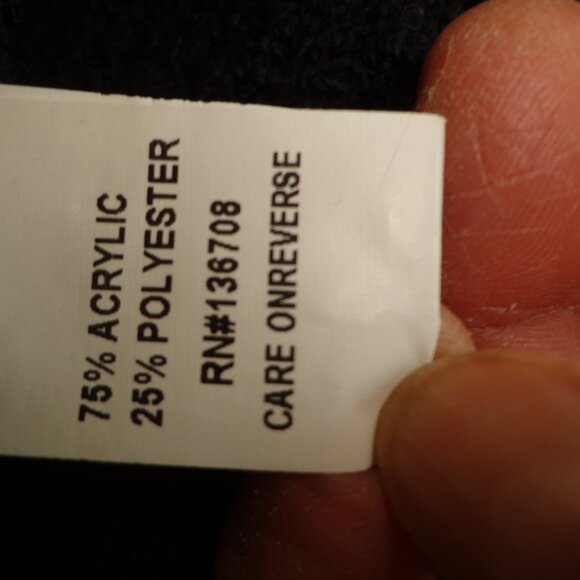 75% ACRYLIC
25% POLYESTER
RN#136708
CARE ONREVERSE